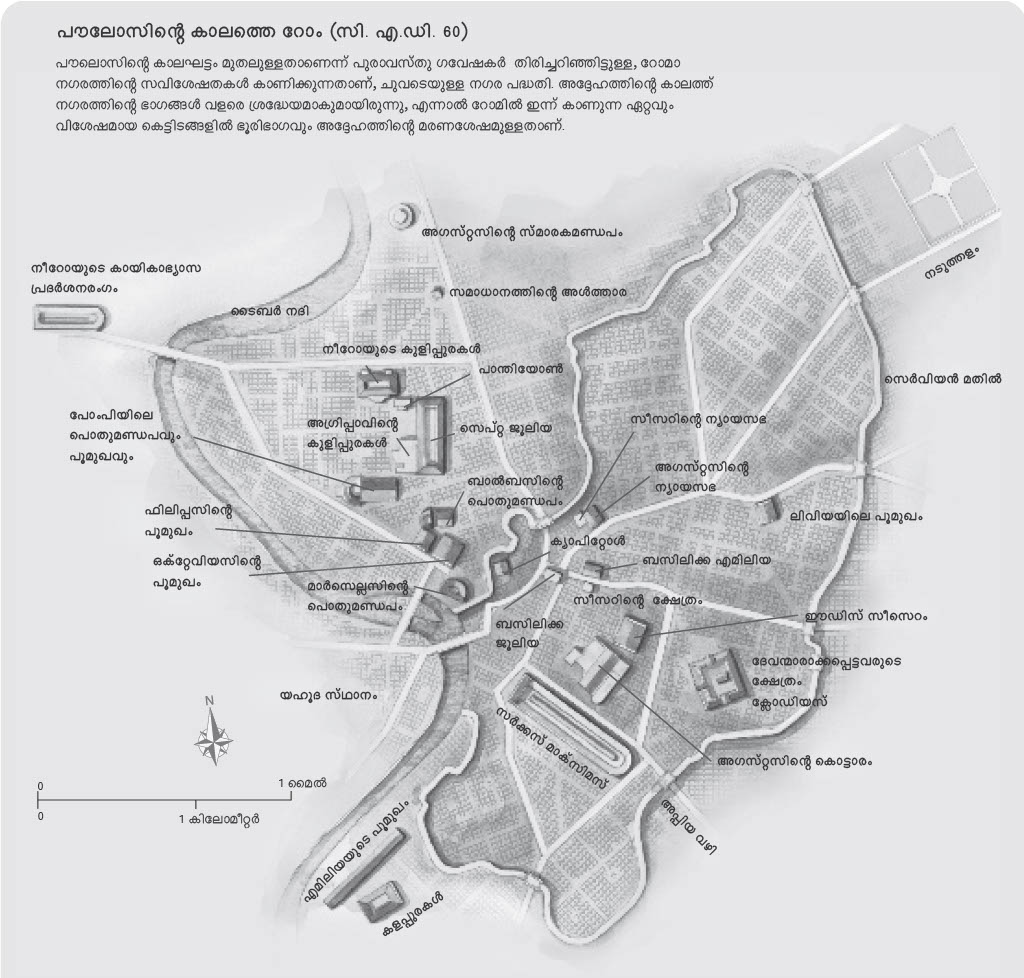 പൗലോസിന്റെ കാലത്തെ റോം (സി. എ.ഡി. 60)
പൗലോസിന്റെ കാലഘട്ടം മുതലുള്ളതാണെന്ന് പുരാവസ്തു ഗവേഷകർ തിരിച്ചറിഞ്ഞിട്ടുള്ള, റോമാ
നഗരത്തിന്റെ സവിശേഷതകൾ കാണിക്കുന്നതാണ്, ചുവടെയുള്ള നഗര പദ്ധതി. അദ്ദേഹത്തിന്റെ കാലത്ത്
നഗരത്തിന്റെ ഭാഗങ്ങൾ വളരെ ശ്രദ്ധേയമാകുമായിരുന്നു, എന്നാൽ റോമിൽ ഇന്ന് കാണുന്ന ഏറ്റവും
വിശേഷമായ കെട്ടിടങ്ങളിൽ ഭൂരിഭാഗവും അദ്ദേഹത്തിന്റെ മരണശേഷമുള്ളതാണ്.
അഗസ്റ്റസിന്റെ സ്മാരകമണ്ഡപം
നടുത്തളം
നീറോയുടെ കായികാഭ്യാസ
പ്രദർശനരംഗം
സമാധാനത്തിന്റെ അൾത്താര
ടൈബർ നദി
നീറോയുടെ കുളിപ്പുരകൾ
പാന്തിയോൺ
സെർവിയൻ മതിൽ
പോംപിയിലെ
പൊതുമണ്ഡപവും
പൂമുഖവും
അഗ്രിപ്പാവിന്റെ
കുളിപ്പുരകൾ
സെപ്റ്റ ജൂലിയ
സീസറിന്റെ ന്യായസഭ
അഗസ്റ്റസിന്റെ
ന്യായസഭ
ബാൽബസിന്റെ
പൊതുമണ്ഡപം
ഫിലിപ്പസിന്റെ
പൂമുഖം
ലിവിയയിലെ പൂമുഖം
ക്യാപിറ്റോൾ
ഒക്റ്റേവിയസിന്റെ
പൂമുഖം
ബസിലിക്ക എമിലിയ
മാർസെല്ലസിന്റെ
പൊതുമണ്ഡപം
സീസറിന്റെ ക്ഷേത്രം
ബസിലിക്ക
ജൂലിയ
ഈഡിസ് സീസെറം
ദേവന്മാരാക്കപ്പെട്ടവരുടെ
ക്ഷേത്രം
ക്ലോഡിയസ്
യഹൂദ സ്ഥാനം
സർക്കസ് മാക്സിമസ്
അഗസ്റ്റസിന്റെ കൊട്ടാരം
N
0
1 മൈൽ
0
1 കിലോമീറ്റർ
അപ്പിയ വഴി
എമിലിയയുടെ പൂമുഖം
കളപ്പുരകൾ